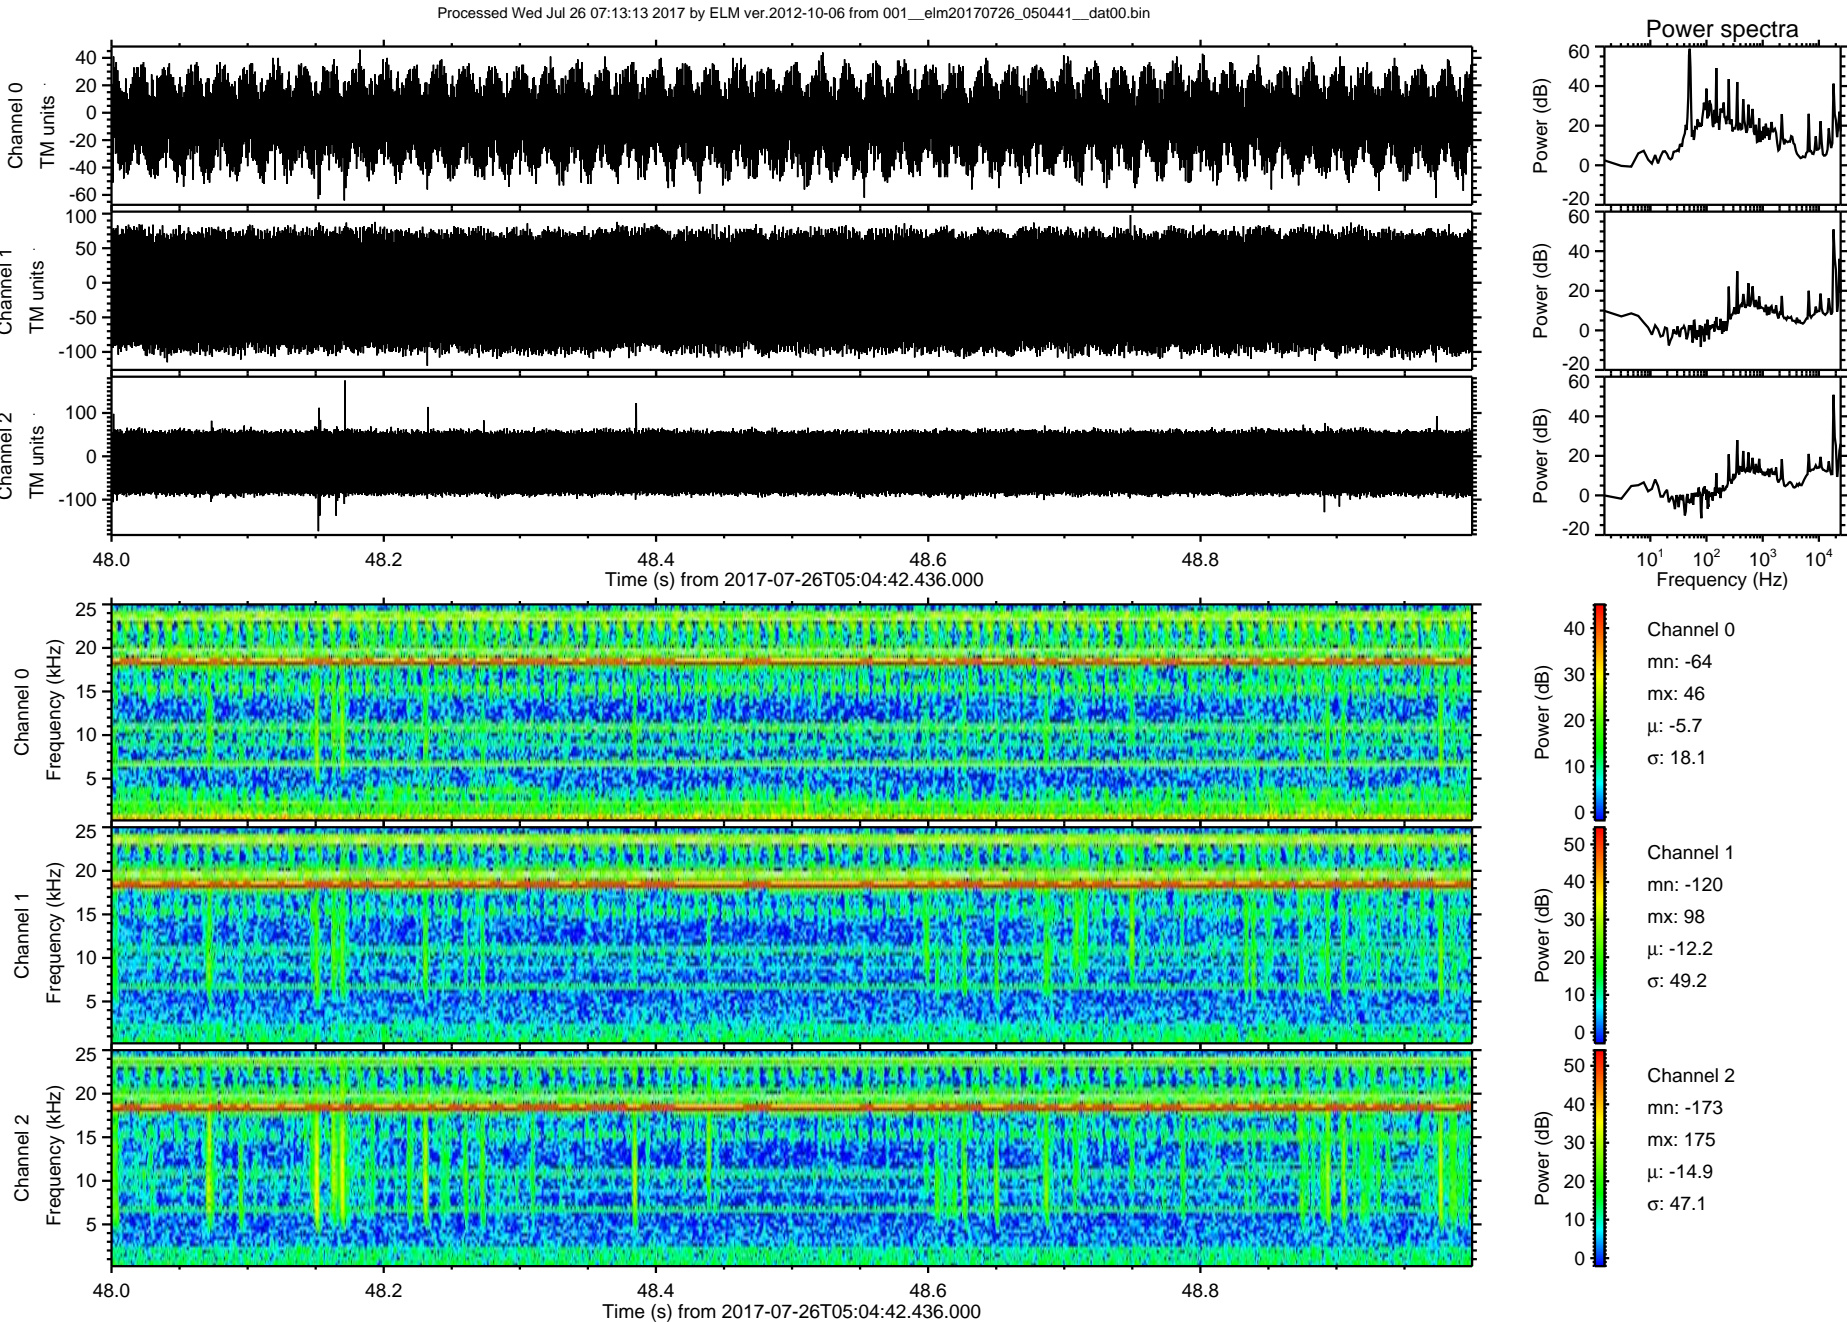 Processed Wed Jul 26 07:13:13 2017 by ELM ver.2012-10-06 from 001__elm20170726_050441__dat00.bin
Power spectra
Channel 0
TM units
40
20
0
-20
-40
-60
Power (dB)
60
40
20
0
-20
Channel 1
TM units
100
50
0
-50
-100
Power (dB)
60
40
20
0
-20
Channel 2
TM units
100
0
-100
Power (dB)
60
40
20
0
-20
48.0 48.2 48.4 48.6 48.8
Time (s) from 2017-07-26T05:04:42.436.000
10^1 10^2 10^3 10^4
Frequency (Hz)
Channel 0
Frequency (kHz)
25
20
15
10
5
Power (dB)
40
30
20
10
0
Channel 0
mn: -64
mx: 46
μ: -5.7
σ: 18.1
Channel 1
Frequency (kHz)
25
20
15
10
5
Power (dB)
50
40
30
20
10
0
Channel 1
mn: -120
mx: 98
μ: -12.2
σ: 49.2
Channel 2
Frequency (kHz)
25
20
15
10
5
Power (dB)
50
40
30
20
10
0
Channel 2
mn: -173
mx: 175
μ: -14.9
σ: 47.1
48.0 48.2 48.4 48.6 48.8
Time (s) from 2017-07-26T05:04:42.436.000